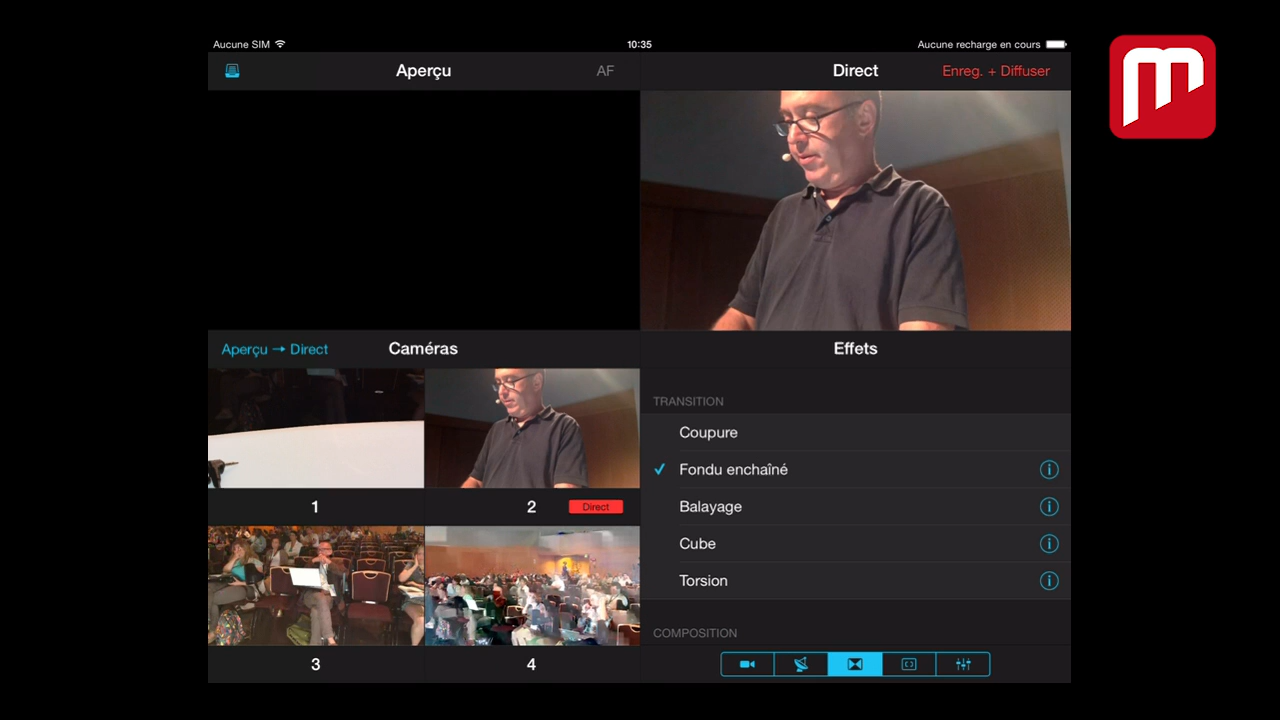 Aucune SIM
10:35
Aucune recharge en cours
Aperçu
AF
Direct
Enreg. + Diffuser
Aperçu → Direct
Caméras
Effets
1
2
Direct
3
4
TRANSITION
Coupure
Fondu enchaîné
Balayage
Cube
Torsion
COMPOSITION